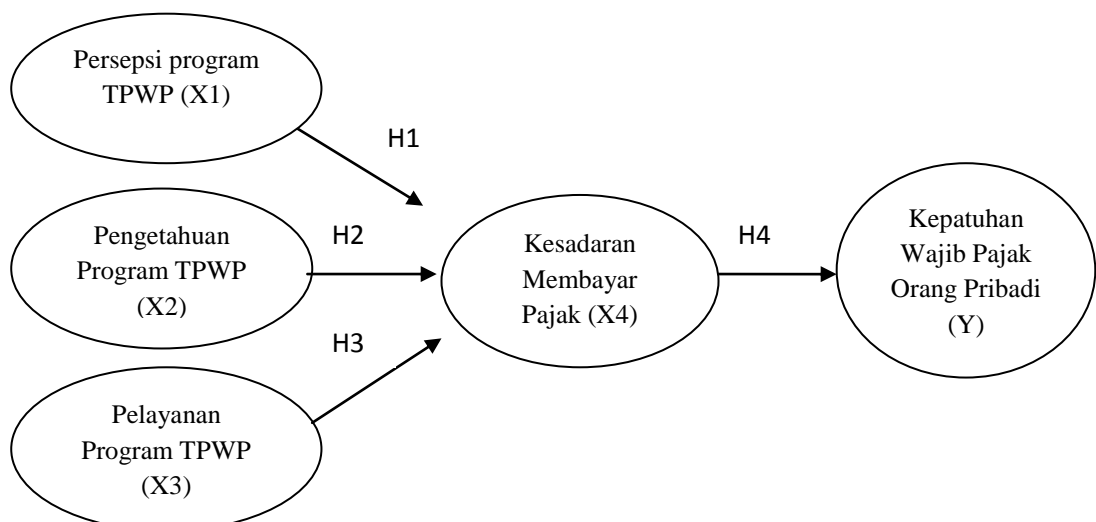 Persepsi program
TPWP (X1)
H1
Pengetahuan
Program TPWP
(X2)
H2
Pelayanan
Program TPWP
(X3)
H3
Kesadaran
Membayar
Pajak (X4)
H4
Kepatuhan
Wajib Pajak
Orang Pribadi
(Y)